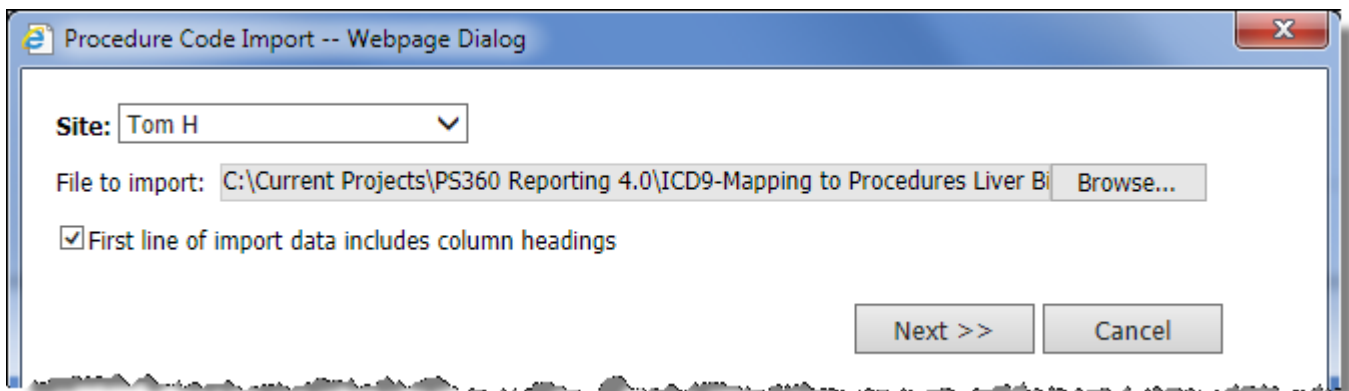 Procedure Code Import -- Webpage Dialog
Site: Tom H
File to import: C:\Current Projects\PS360 Reporting 4.0\ICD9-Mapping to Procedures Liver Bi Browse...
First line of import data includes column headings
Next >> Cancel